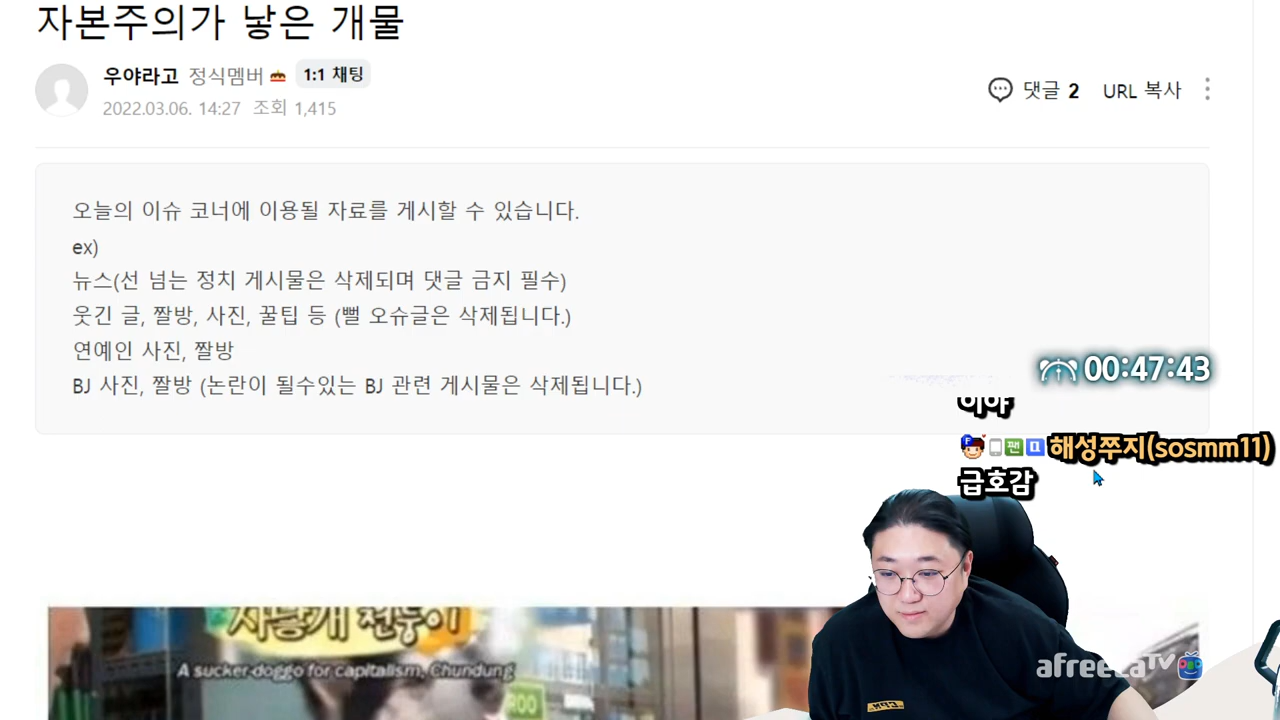 자본주의가 낳은 개물
우야라고 정식멤버 1:1 채팅
2022.03.06. 14:27 조회 1,415
댓글 2 URL 복사
오늘의 이슈 코너에 이용될 자료를 게시할 수 있습니다.
ex)
뉴스(선 넘는 정치 게시물은 삭제되며 댓글 금지 필수)
웃긴 글, 짤방, 사진, 꿀팁 등 (뻘 오슈글은 삭제됩니다.)
연예인 사진, 짤방
BJ 사진, 짤방 (논란이 될수있는 BJ 관련 게시물은 삭제됩니다.)
00:47:43
이야
팬 해성쭈지(sosmm11)
급호감
천둥이
A sucker doggo for capitalism, Chundung
afreecaTV